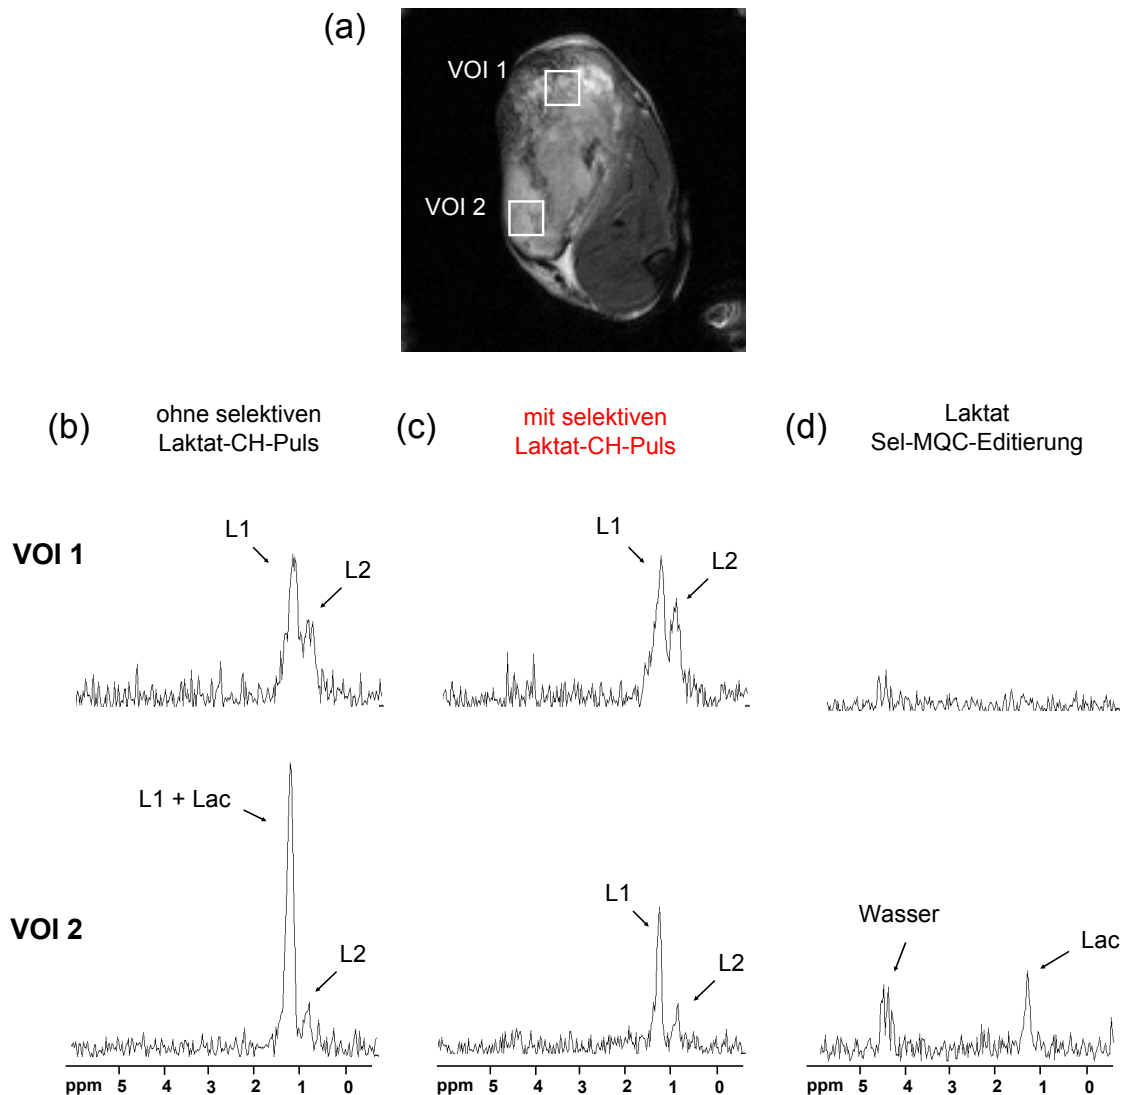 (a)
VOI 1
VOI 2
(b)
ohne selektiven
Laktat-CH-Puls
(c)
mit selektiven
Laktat-CH-Puls
(d)
Laktat
Sel-MQC-Editierung
VOI 1
L1
L2
L1
L2
VOI 2
L1 + Lac
L2
L1
L2
Wasser
Lac
ppm 5 4 3 2 1 0
ppm 5 4 3 2 1 0
ppm 5 4 3 2 1 0